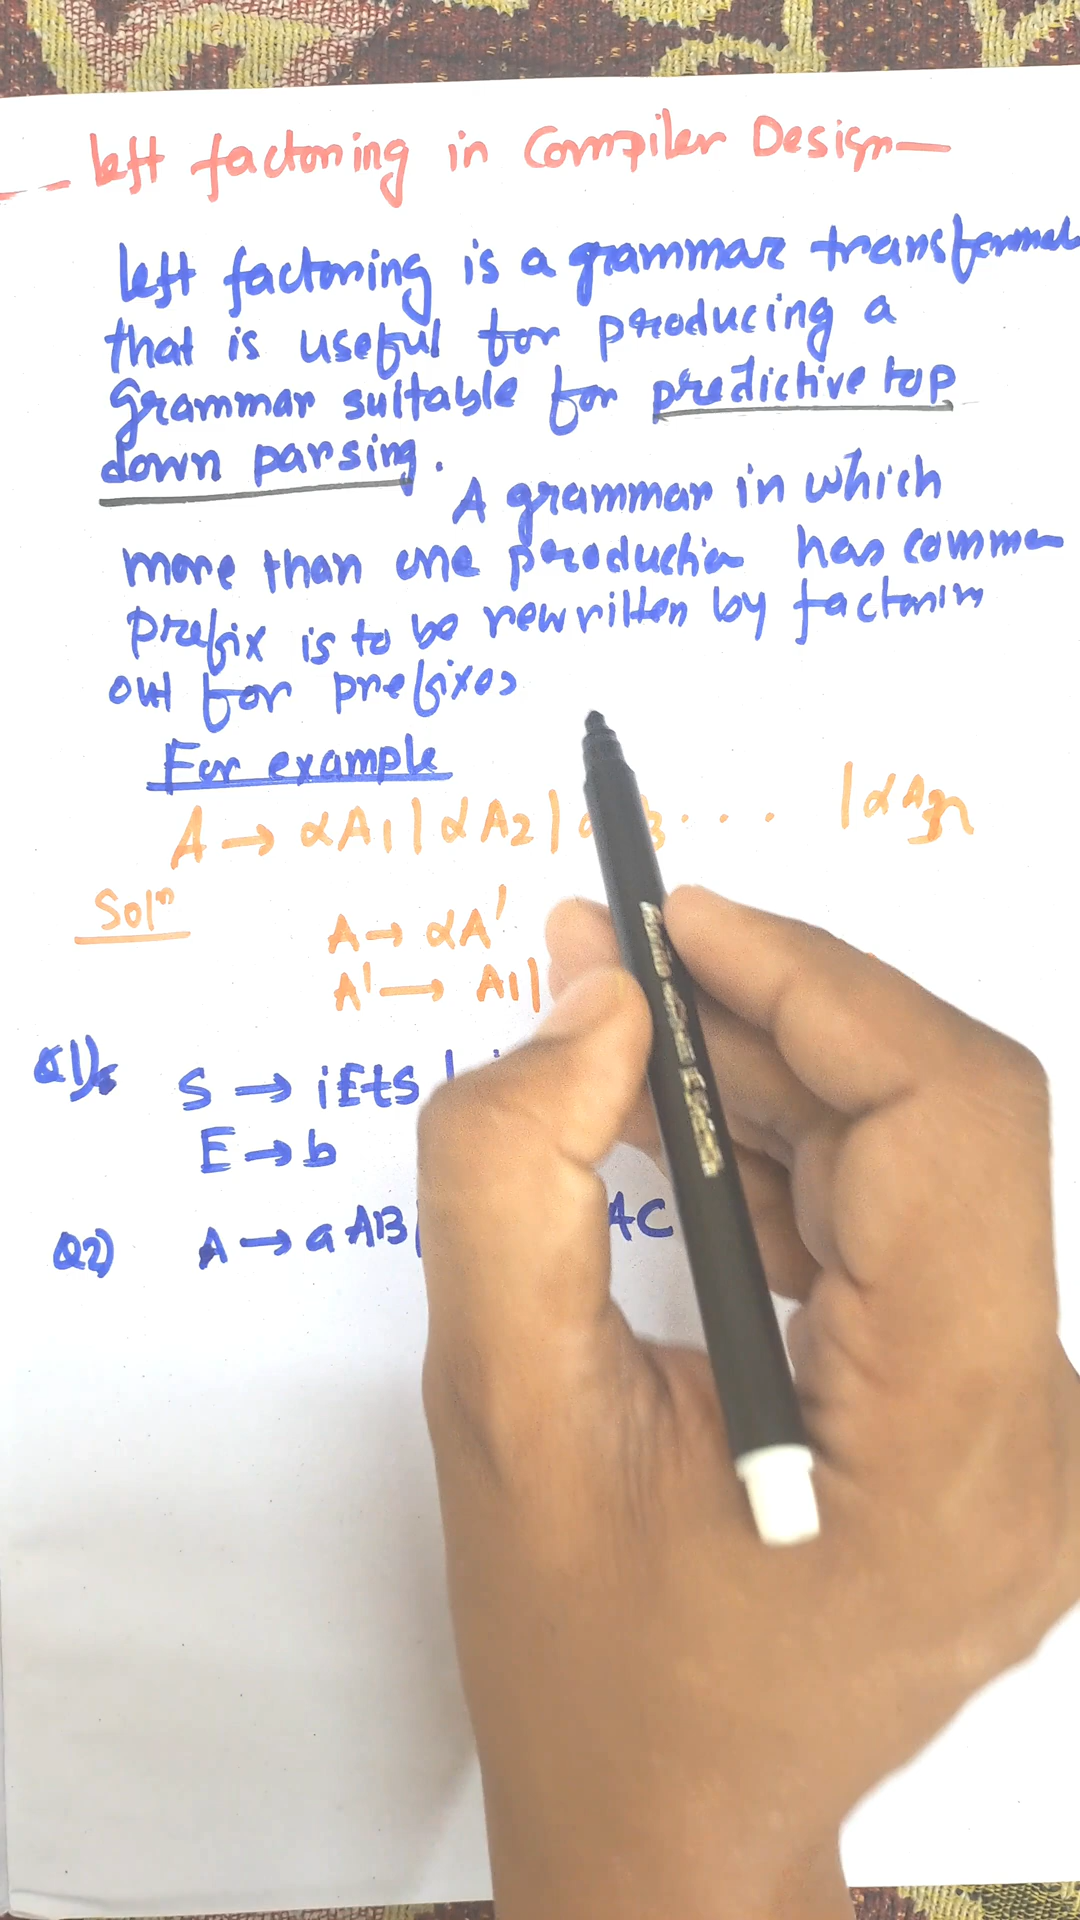 left factoring in Compiler Design
left factoring is a grammar transformat
that is useful for producing a
Grammar suitable for predictive top
down parsing.
A grammar in which
more than one production has common
prefix is to be rewritten by factoring
out for prefixes
For example
A → αA1 | αA2 | 3 . . . . | αAn
Solⁿ
A → αA'
A' → A1 |
Q1) S → iEtS |
E → b
Q2) A → aAB | AC